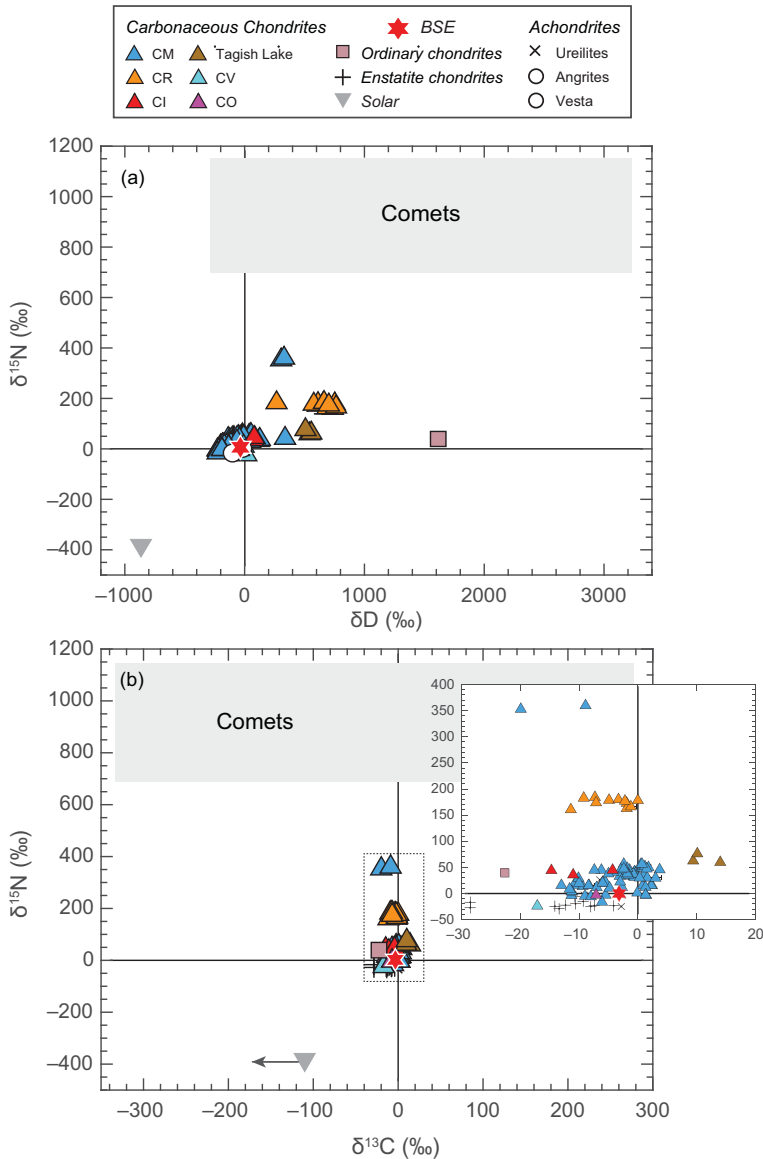 Carbonaceous Chondrites BSE Achondrites
CM Tagish Lake Ordinary chondrites Ureilites
CR CV Enstatite chondrites Angrites
CI CO Solar Vesta
(a)
Comets
1200
1000
800
600
400
200
0
−200
−400
−600
δ¹⁵N (‰)
−1000 0 1000 2000 3000
δD (‰)
(b)
Comets
1200
1000
800
600
400
200
0
−200
−400
−600
δ¹⁵N (‰)
400
350
300
250
200
150
100
50
0
−50
−30 −20 −10 0 10 20
−300 −200 −100 0 100 200 300
δ¹³C (‰)